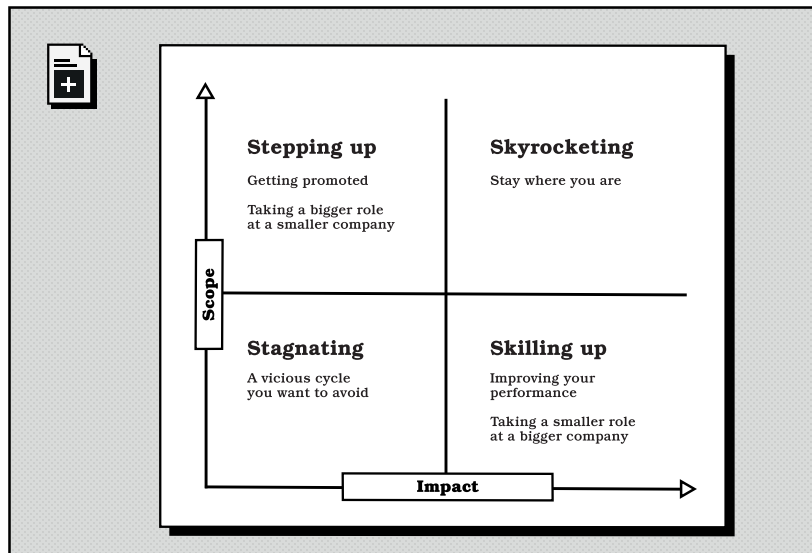 Stepping up
Getting promoted
Taking a bigger role
at a smaller company
Skyrocketing
Stay where you are
Scope
Stagnating
A vicious cycle
you want to avoid
Skilling up
Improving your
performance
Taking a smaller role
at a bigger company
Impact